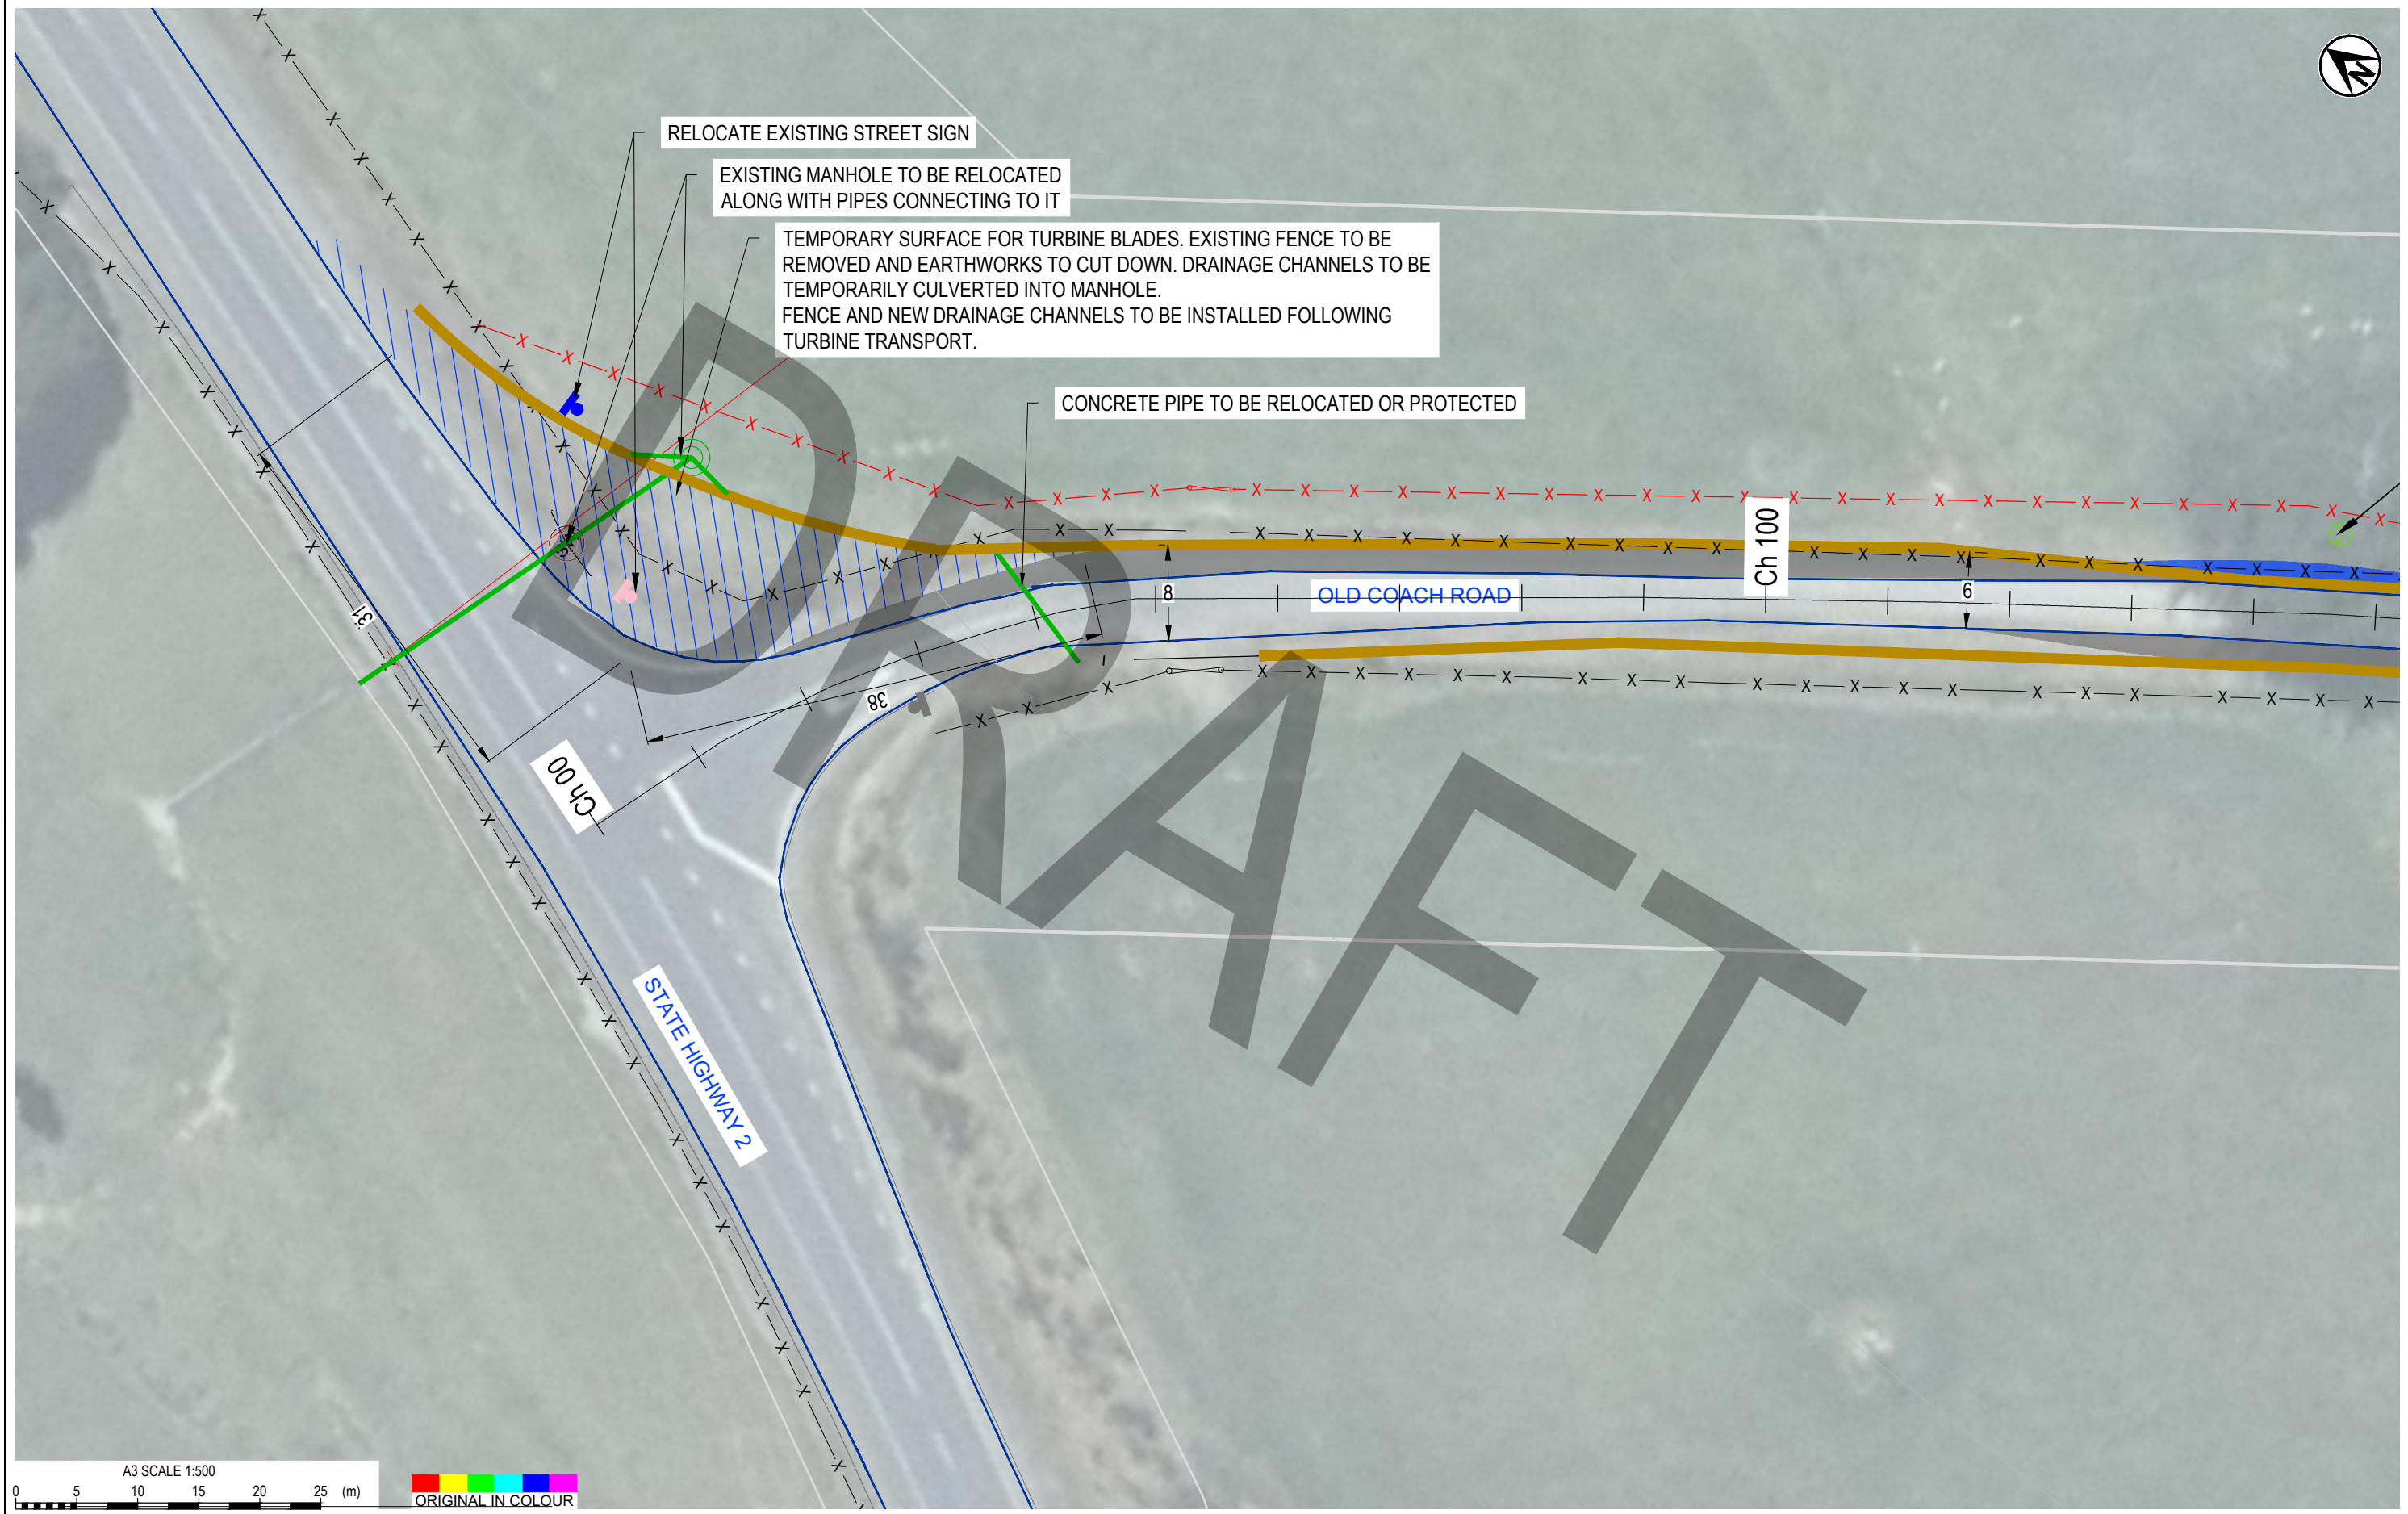 RELOCATE EXISTING STREET SIGN
EXISTING MANHOLE TO BE RELOCATED
ALONG WITH PIPES CONNECTING TO IT
TEMPORARY SURFACE FOR TURBINE BLADES. EXISTING FENCE TO BE
REMOVED AND EARTHWORKS TO CUT DOWN. DRAINAGE CHANNELS TO BE
TEMPORARILY CULVERTED INTO MANHOLE.
FENCE AND NEW DRAINAGE CHANNELS TO BE INSTALLED FOLLOWING
TURBINE TRANSPORT.
CONCRETE PIPE TO BE RELOCATED OR PROTECTED
Ch 100
OLD COACH ROAD
8
6
31
38
Ch 00
STATE HIGHWAY 2
DRAFT
N
A3 SCALE 1:500
0 5 10 15 20 25 (m)
ORIGINAL IN COLOUR